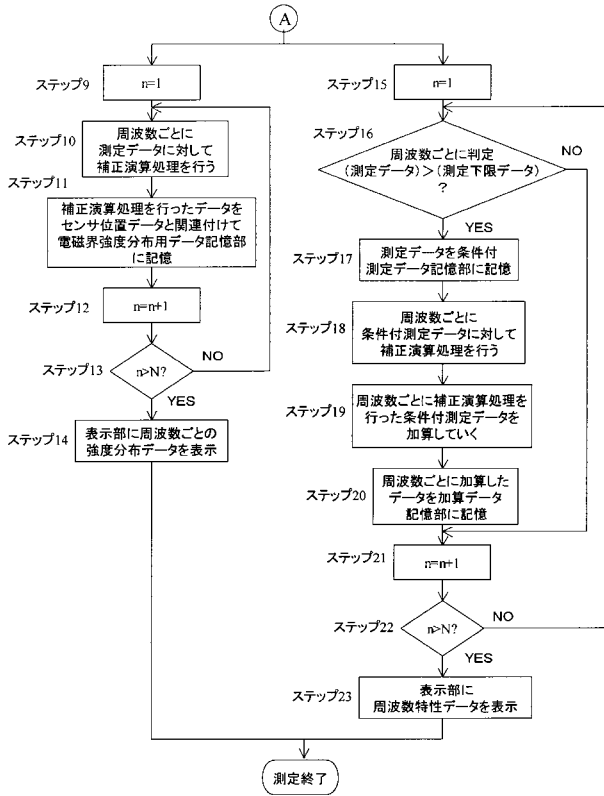 A
ステップ9
n=1
ステップ10
周波数ごとに
測定データに対して
補正演算処理を行う
ステップ11
補正演算処理を行ったデータを
センサ位置データと関連付けて
電磁界強度分布用データ記憶部
に記憶
ステップ12
n=n+1
ステップ13
n>N?
NO
YES
ステップ14
表示部に周波数ごとの
強度分布データを表示
ステップ15
n=1
ステップ16
周波数ごとに判定
(測定データ)>(測定下限データ)
?
NO
YES
ステップ17
測定データを条件付
測定データ記憶部に記憶
ステップ18
周波数ごとに
条件付測定データに対して
補正演算処理を行う
ステップ19
周波数ごとに補正演算処理を
行った条件付測定データを
加算していく
ステップ20
周波数ごとに加算した
データを加算データ
記憶部に記憶
ステップ21
n=n+1
ステップ22
n>N?
NO
YES
ステップ23
表示部に
周波数特性データを表示
測定終了